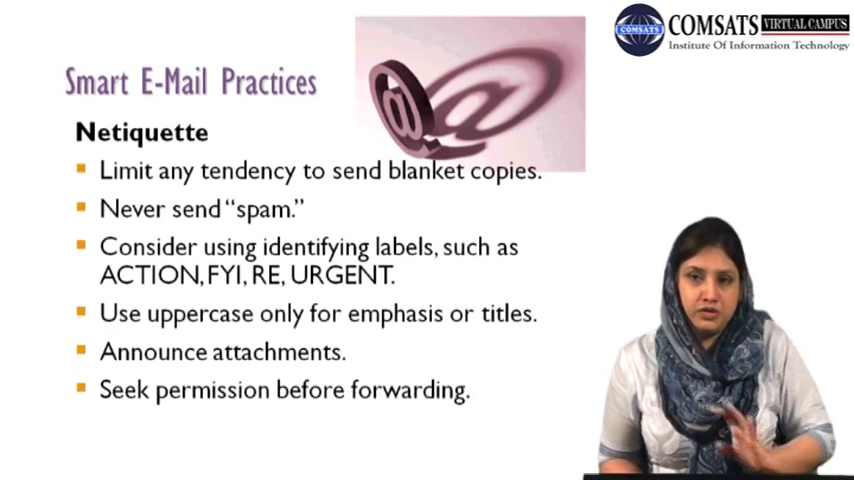 COMSATS
COMSATS VIRTUAL CAMPUS
Institute Of Information Technology
Smart E-Mail Practices
Netiquette
Limit any tendency to send blanket copies.
Never send “spam.”
Consider using identifying labels, such as
ACTION, FYI, RE, URGENT.
Use uppercase only for emphasis or titles.
Announce attachments.
Seek permission before forwarding.